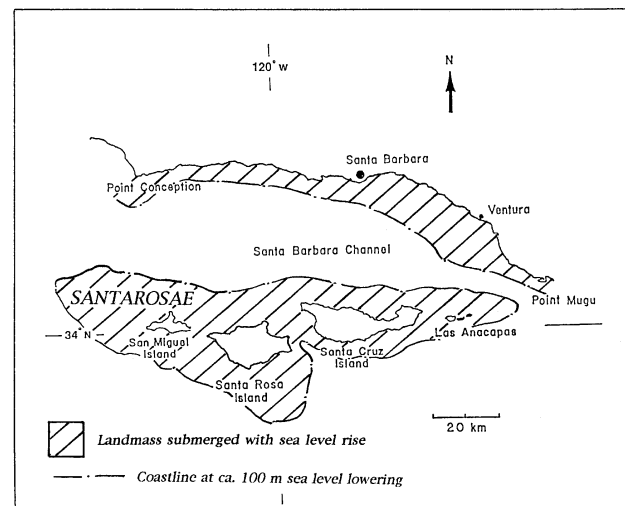 N
120° W
Santa Barbara
Point Conception
Ventura
Santa Barbara Channel
SANTAROSAE
Point Mugu
34° N
San Migual
Island
Las Anacapas
Santa Cruz
Island
Santa Rosa
Island
20 km
Landmass submerged with sea level rise
Coastline at ca. 100 m sea level lowering